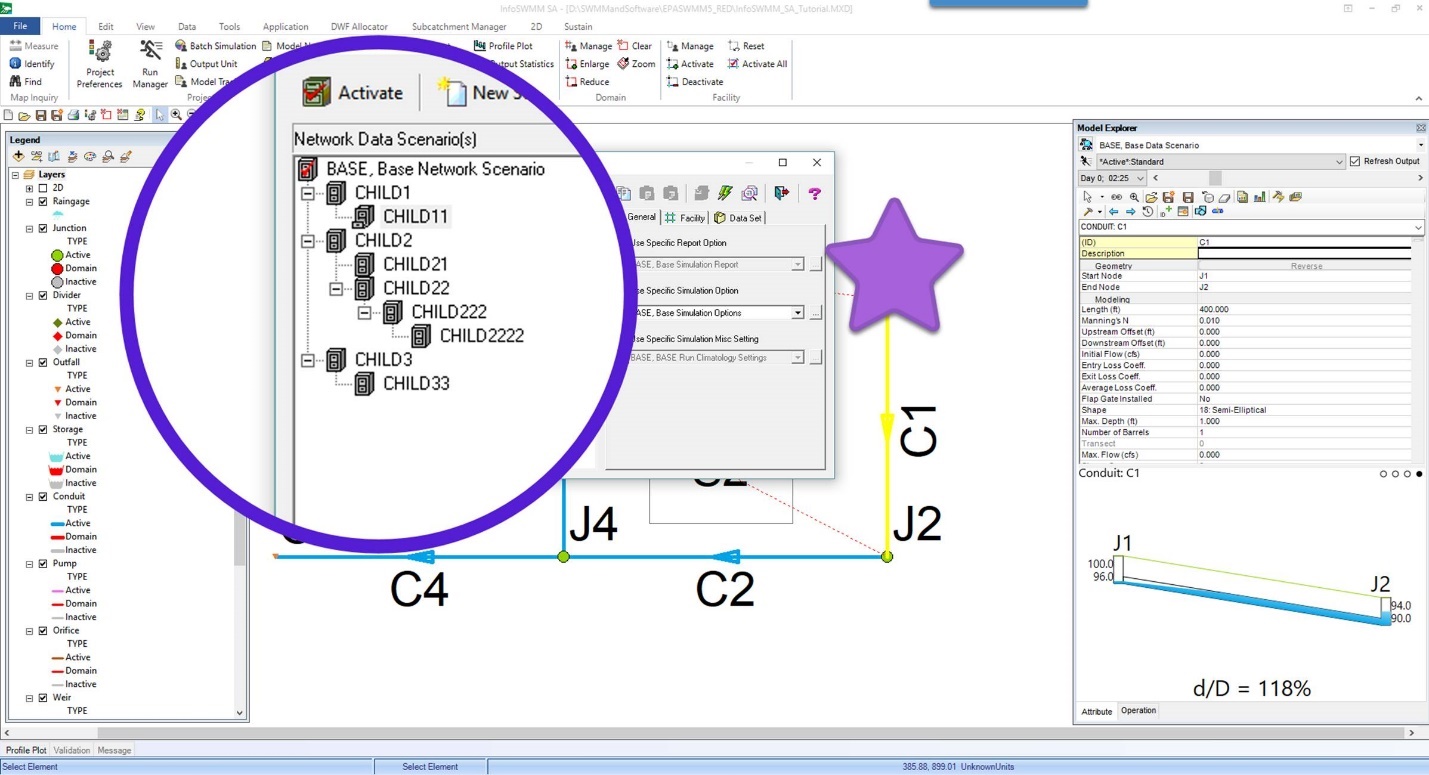 InfoSWMM SA - [D:\SWMMandSoftware\EPASWMM5_RED\InfoSWMM_SA_Tutorial.MXD]
File Home Edit View Data Tools Application DWF Allocator Subcatchment Manager 2D Sustain
Measure
Identify
Find
Map Inquiry
Project Preferences
Run Manager
Batch Simulation
Output Unit
Profile Plot
Output Statistics
Manage Clear
Enlarge Zoom
Reduce
Domain
Manage Reset
Activate Activate All
Deactivate
Facility
Legend
Layers
2D
Raingage
Junction
TYPE
Active
Domain
Inactive
Divider
TYPE
Active
Domain
Inactive
Outfall
TYPE
Active
Domain
Inactive
Storage
TYPE
Active
Domain
Inactive
Conduit
TYPE
Active
Domain
Inactive
Pump
TYPE
Active
Domain
Inactive
Orifice
TYPE
Active
Domain
Inactive
Weir
TYPE
Activate New
Network Data Scenario(s)
BASE, Base Network Scenario
CHILD1
CHILD11
CHILD2
CHILD21
CHILD22
CHILD222
CHILD2222
CHILD3
CHILD33
General Facility Data Set
Use Specific Report Option
BASE, Base Simulation Report
Use Specific Simulation Option
BASE, Base Simulation Options
Use Specific Simulation Misc Setting
BASE, BASE Run Climatology Settings
C1
J4
J2
C4
C2
Model Explorer
BASE, Base Data Scenario
*Active*:Standard Refresh Output
Day 0; 02:25
CONDUIT: C1
(ID) C1
Description
Geometry Reverse
Start Node J1
End Node J2
Modeling
Length (ft) 400.000
Manning's N 0.010
Upstream Offset (ft) 0.000
Downstream Offset (ft) 0.000
Initial Flow (cfs) 0.000
Entry Loss Coeff. 0.000
Exit Loss Coeff. 0.000
Average Loss Coeff. 0.000
Flap Gate Installed No
Shape 18: Semi-Elliptical
Max. Depth (ft) 1.000
Number of Barrels 1
Transect 0
Max. Flow (cfs) 0.000
Conduit: C1
J1
100.0
96.0
J2
94.0
90.0
d/D = 118%
Attribute Operation
Profile Plot Validation Message
Select Element Select Element 385.88, 899.01 UnknownUnits